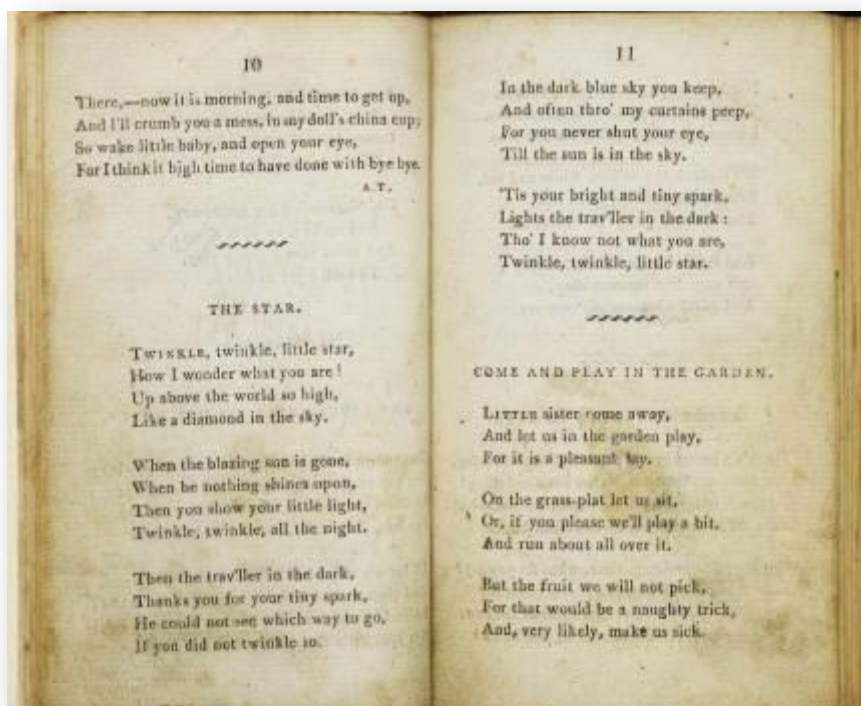 10
There,—now it is morning, and time to get up,
And I'll crumb you a mess, in my doll's china cup;
So wake little baby, and open your eye,
For I think it high time to have done with bye bye.
A.T.
THE STAR.
TWINKLE, twinkle, little star,
How I wonder what you are!
Up above the world so high,
Like a diamond in the sky.
When the blazing sun is gone,
When he nothing shines upon,
Then you show your little light,
Twinkle, twinkle, all the night.
Then the trav'ller in the dark,
Thanks you for your tiny spark,
He could not see which way to go,
If you did not twinkle so.
11
In the dark blue sky you keep,
And often thro' my curtains peep,
For you never shut your eye,
'Till the sun is in the sky.
'Tis your bright and tiny spark,
Lights the trav'ller in the dark:
Tho' I know not what you are,
Twinkle, twinkle, little star.
COME AND PLAY IN THE GARDEN.
LITTLE sister come away,
And let us in the garden play,
For it is a pleasant day.
On the grass-plat let us sit,
Or, if you please we'll play a bit,
And run about all over it.
But the fruit we will not pick,
For that would be a naughty trick,
And, very likely, make us sick.